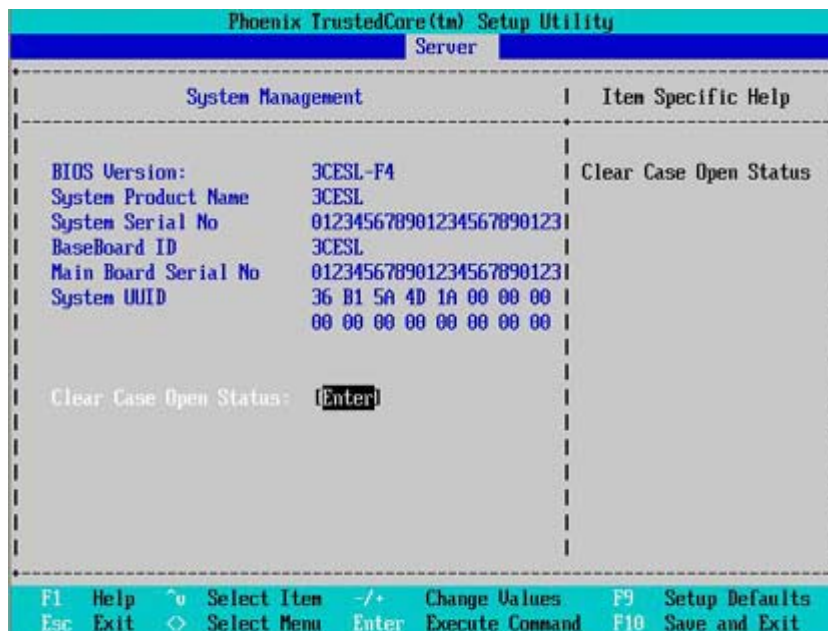 Phoenix TrustedCore(tm) Setup Utility
Server
System Management
Item Specific Help
BIOS Version: 3CESL-F4
Clear Case Open Status
System Product Name 3CESL
System Serial No 012345678901234567890123
BaseBoard ID 3CESL
Main Board Serial No 012345678901234567890123
System UUID 36 B1 5A 4D 1A 00 00 00
00 00 00 00 00 00 00 00
Clear Case Open Status: [Enter]
F1 Help ^v Select Item -/+ Change Values F9 Setup Defaults
Esc Exit <> Select Menu Enter Execute Command F10 Save and Exit